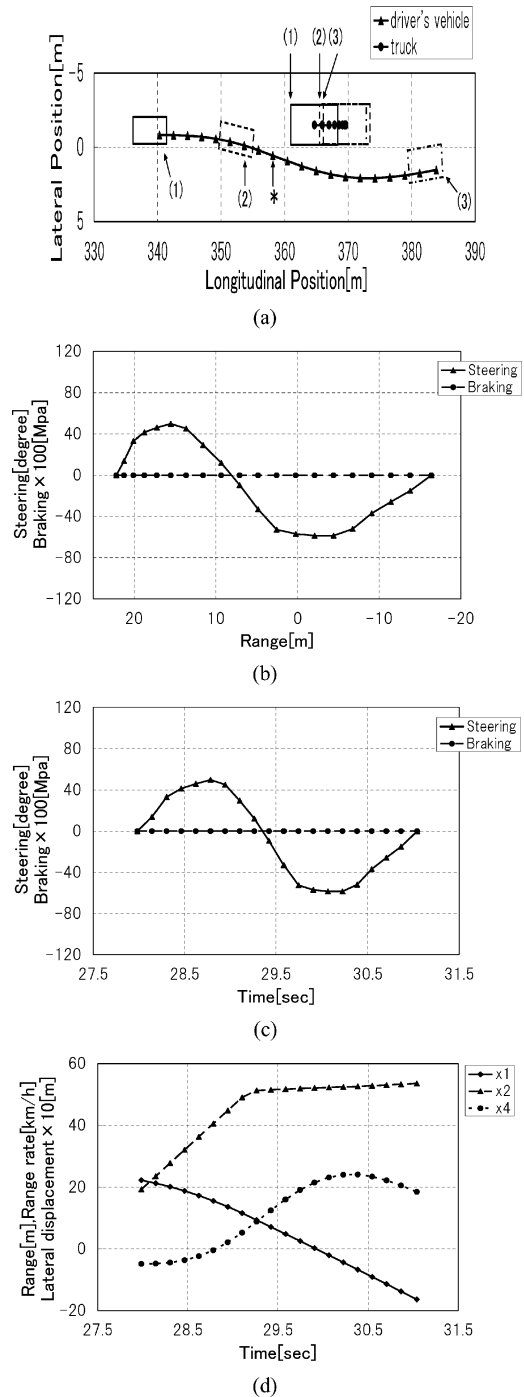 driver's vehicle
truck
(1)
(2)
(3)
-5
0
5
Lateral Position[m]
(1)
(2)
(3)
330
340
350
360
370
380
390
Longitudinal Position[m]
(a)
120
80
40
0
-40
-80
-120
Steering[degree]
Braking×100[Mpa]
Steering
Braking
20
10
0
-10
-20
Range[m]
(b)
120
80
40
0
-40
-80
-120
Steering[degree]
Braking×100[Mpa]
Steering
Braking
27.5
28.5
29.5
30.5
31.5
Time[sec]
(c)
60
40
20
0
-20
Range[m],Range rate[km/h]
Lateral displacement×10[m]
x1
x2
x4
27.5
28.5
29.5
30.5
31.5
Time[sec]
(d)